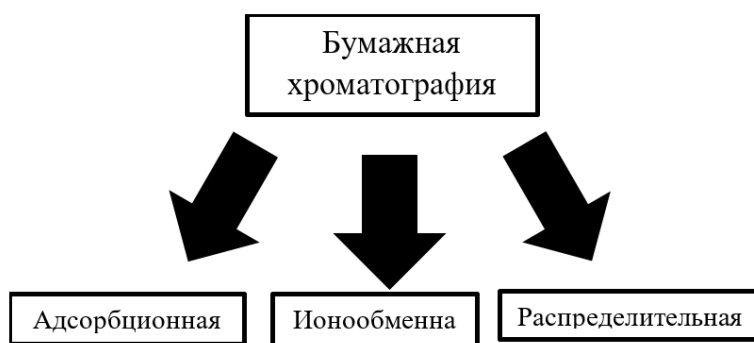 Бумажная
хроматография
Адсорбционная
Ионообменна
Распределительная